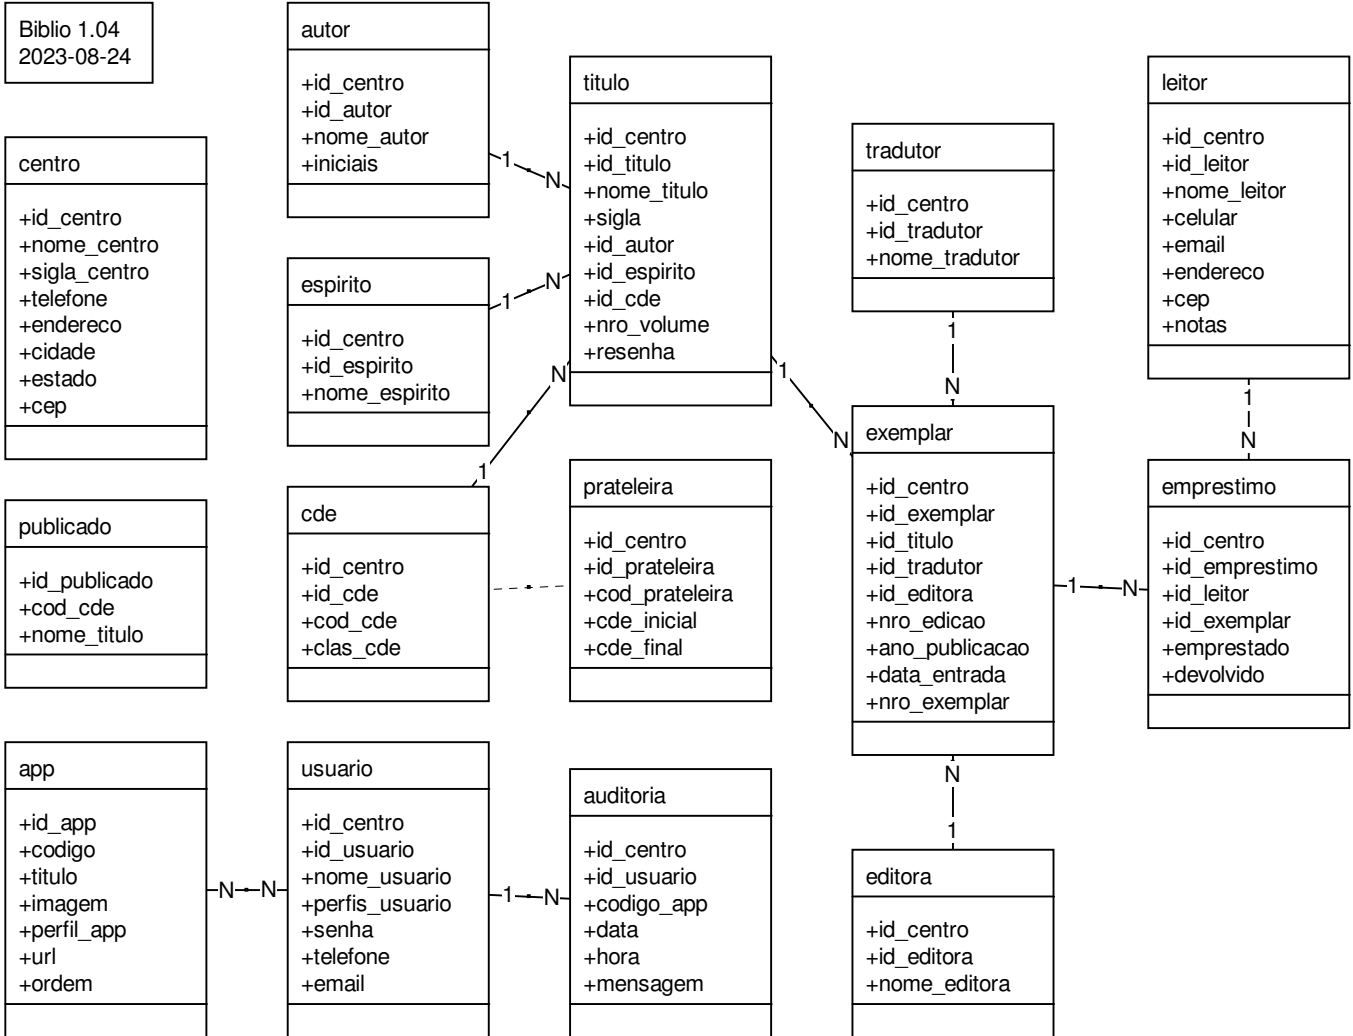 Biblio 1.04
2023-08-24
centro
+id_centro
+nome_centro
+sigla_centro
+telefone
+endereco
+cidade
+estado
+cep
publicado
+id_publicado
+cod_cde
+nome_titulo
app
+id_app
+codigo
+titulo
+imagem
+perfil_app
+url
+ordem
autor
+id_centro
+id_autor
+nome_autor
+iniciais
espirito
+id_centro
+id_espirito
+nome_espirito
cde
+id_centro
+id_cde
+cod_cde
+clas_cde
usuario
+id_centro
+id_usuario
+nome_usuario
+perfis_usuario
+senha
+telefone
+email
titulo
+id_centro
+id_titulo
+nome_titulo
+sigla
+id_autor
+id_espirito
+id_cde
+nro_volume
+resenha
prateleira
+id_centro
+id_prateleira
+cod_prateleira
+cde_inicial
+cde_final
auditoria
+id_centro
+id_usuario
+codigo_app
+data
+hora
+mensagem
tradutor
+id_centro
+id_tradutor
+nome_tradutor
exemplar
+id_centro
+id_exemplar
+id_titulo
+id_tradutor
+id_editora
+nro_edicao
+ano_publicacao
+data_entrada
+nro_exemplar
editora
+id_centro
+id_editora
+nome_editora
leitor
+id_centro
+id_leitor
+nome_leitor
+celular
+email
+endereco
+cep
+notas
emprestimo
+id_centro
+id_emprestimo
+id_leitor
+id_exemplar
+emprestado
+devolvido
1
N
1
N
1
N
1
N
1
N
1
N
1
N
N
1
N
N
1
N